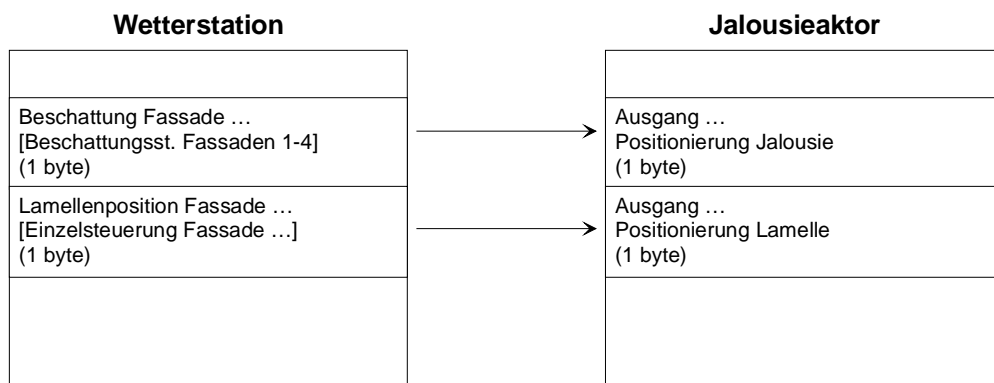 Wetterstation
Jalousieaktor
Beschattung Fassade …
[Beschattungsst. Fassaden 1-4]
(1 byte)
Ausgang …
Positionierung Jalousie
(1 byte)
Lamellenposition Fassade …
[Einzelsteuerung Fassade …]
(1 byte)
Ausgang …
Positionierung Lamelle
(1 byte)